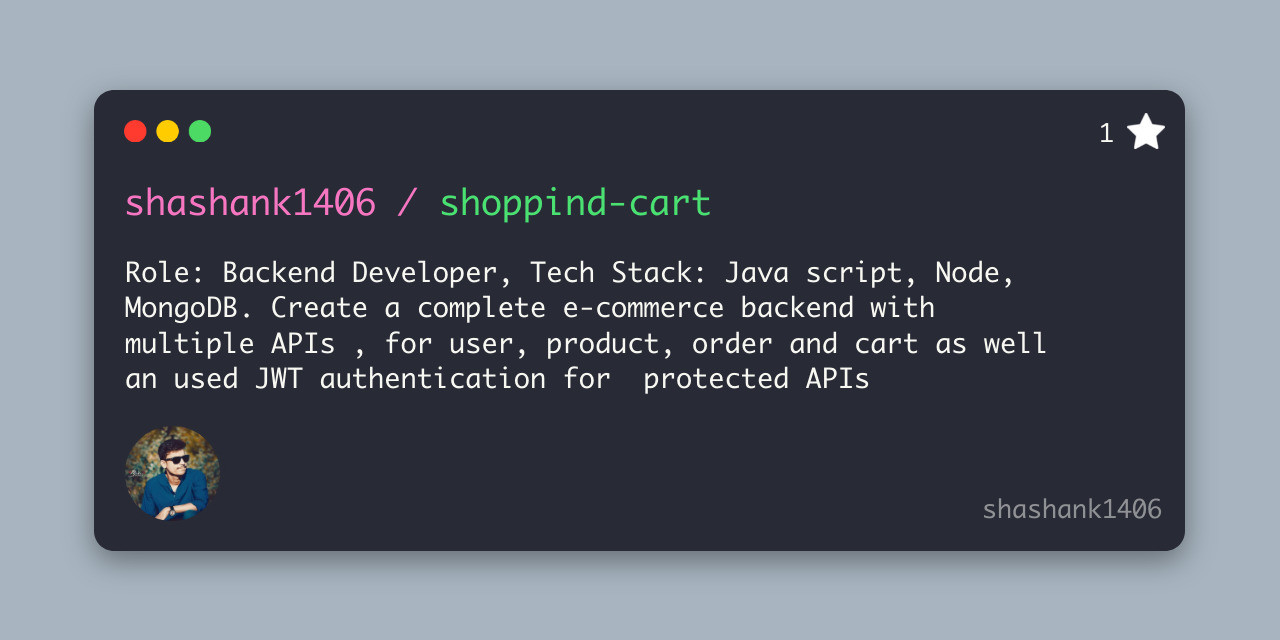 1
shashank1406 / shoppind-cart
Role: Backend Developer, Tech Stack: Java script, Node,
MongoDB. Create a complete e-commerce backend with
multiple APIs , for user, product, order and cart as well
an used JWT authentication for  protected APIs
shashank1406